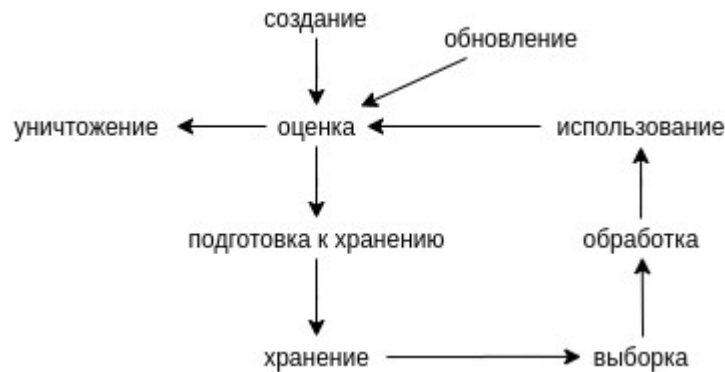 создание
обновление
уничтожение
оценка
использование
подготовка к хранению
обработка
хранение
выборка